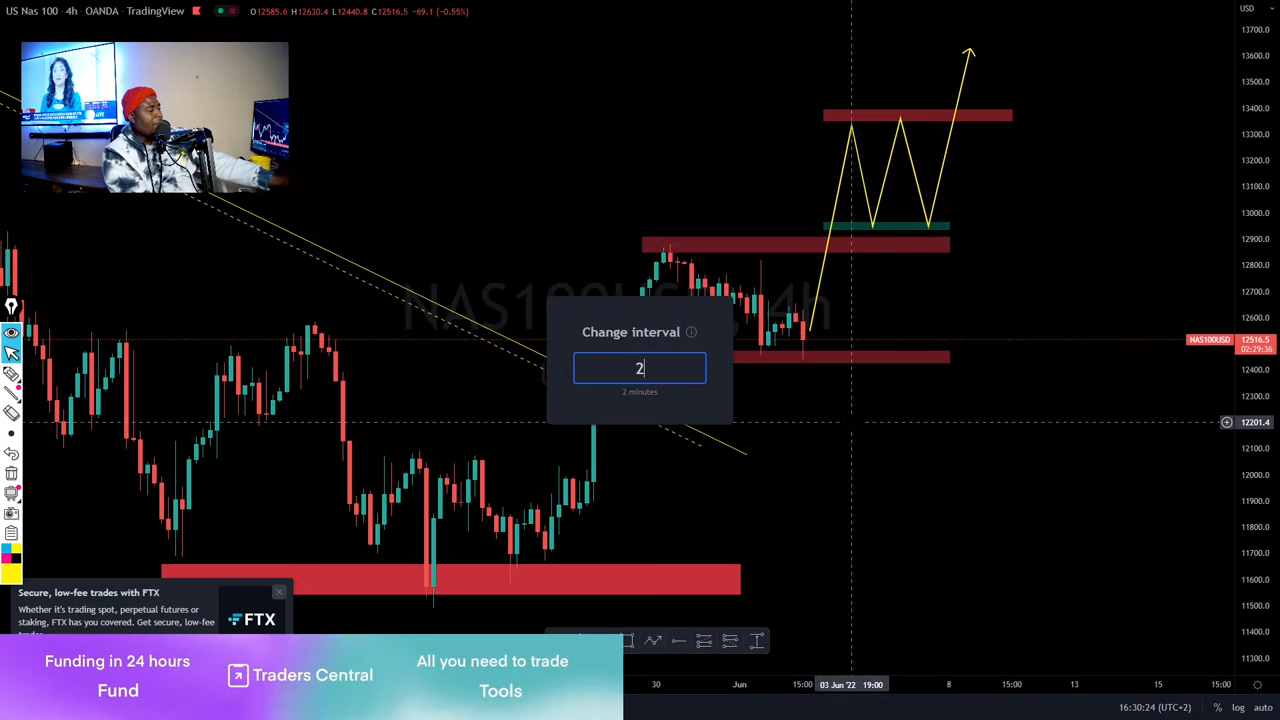 US Nas 100 · 4h · OANDA · TradingView
O12585.6 H12630.4 L12440.8 C12516.5 −69.1 (−0.55%)
USD
13700.0
13600.0
13500.0
13400.0
13300.0
13200.0
13100.0
13000.0
12900.0
12800.0
12700.0
12600.0
NAS100USD
12516.5
02:29:36
12400.0
12300.0
12201.4
12100.0
12000.0
11900.0
11800.0
11700.0
11600.0
11500.0
11400.0
11300.0
Change interval
2
2 minutes
Secure, low-fee trades with FTX
Whether it's trading spot, perpetual futures or
staking, FTX has you covered. Get secure, low-fee
FTX
Funding in 24 hours
Fund
Traders Central
All you need to trade
Tools
30
Jun
15:00
03 Jun '22 19:00
8
15:00
13
15
15:00
16:30:24 (UTC+2)
%
log
auto